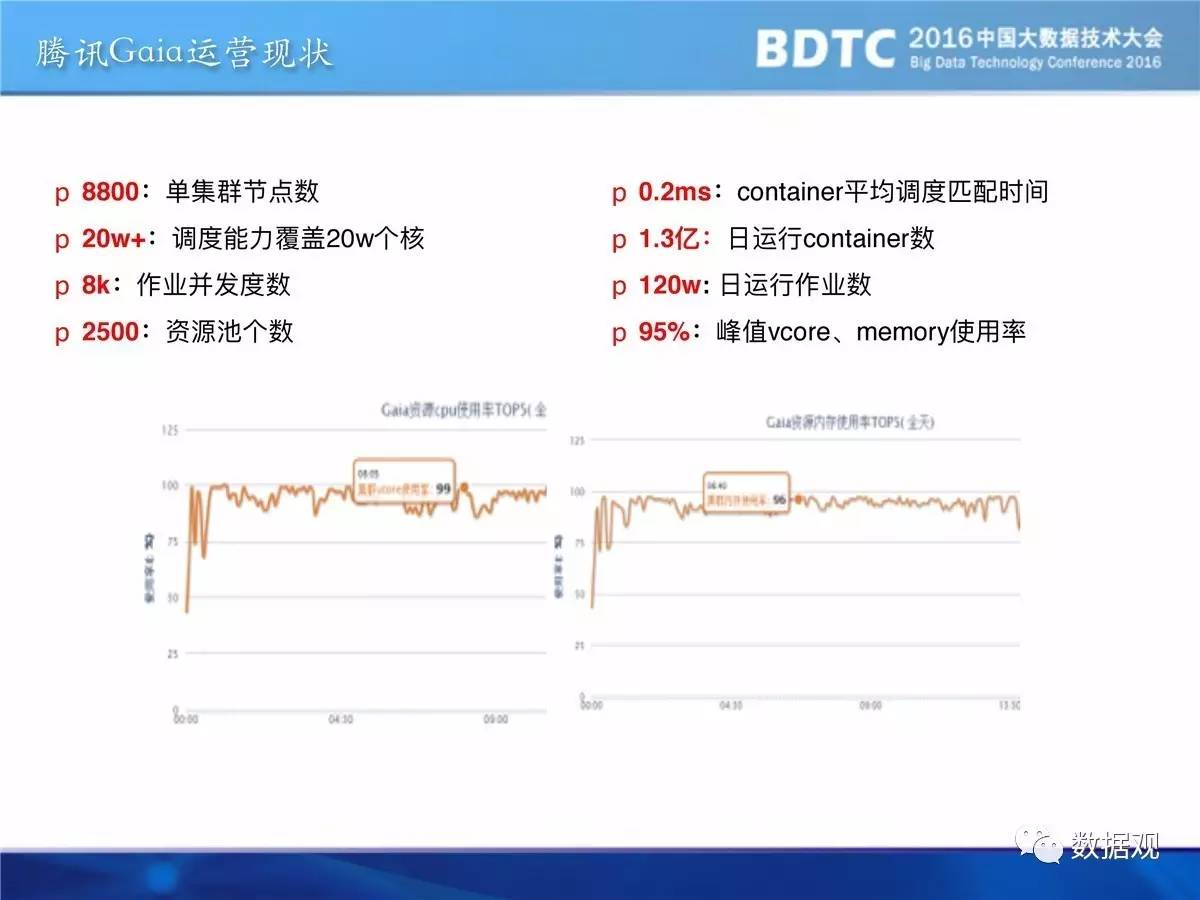 腾讯Gaia运营现状
BDTC 2016中国大数据技术大会
Big Data Technology Conference 2016
p 8800：单集群节点数
p 20w+：调度能力覆盖20w个核
p 8k：作业并发度数
p 2500：资源池个数
p 0.2ms：container平均调度匹配时间
p 1.3亿：日运行container数
p 120w: 日运行作业数
p 95%：峰值vcore、memory使用率
Gaia资源cpu使用率TOP5(全
125
100
75
50
25
0
08:05
集群vcore使用率: 99
00:00 04:30 09:00
Gaia资源内存使用率TOP5(全天)
125
100
75
50
25
0
06:40
集群内存使用率: 96
00:00 04:30 09:00 13:30
数据观